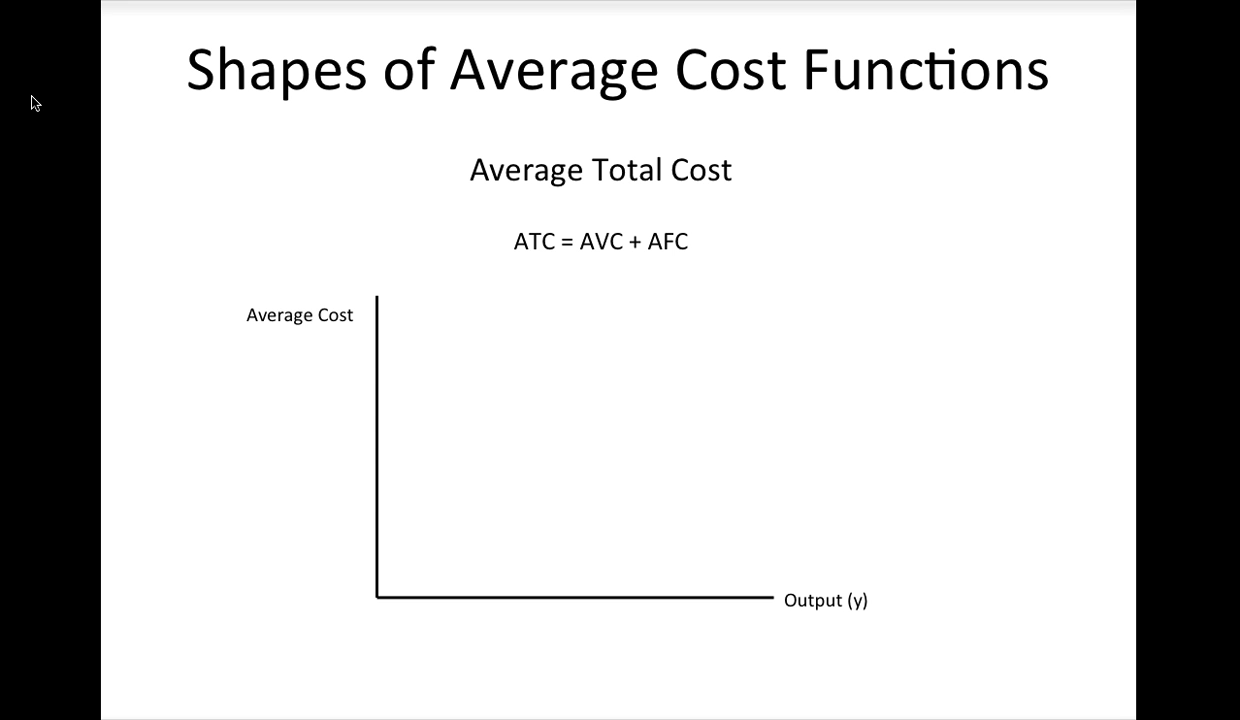 Shapes of Average Cost Functions
Average Total Cost
ATC = AVC + AFC
Average Cost
Output (y)